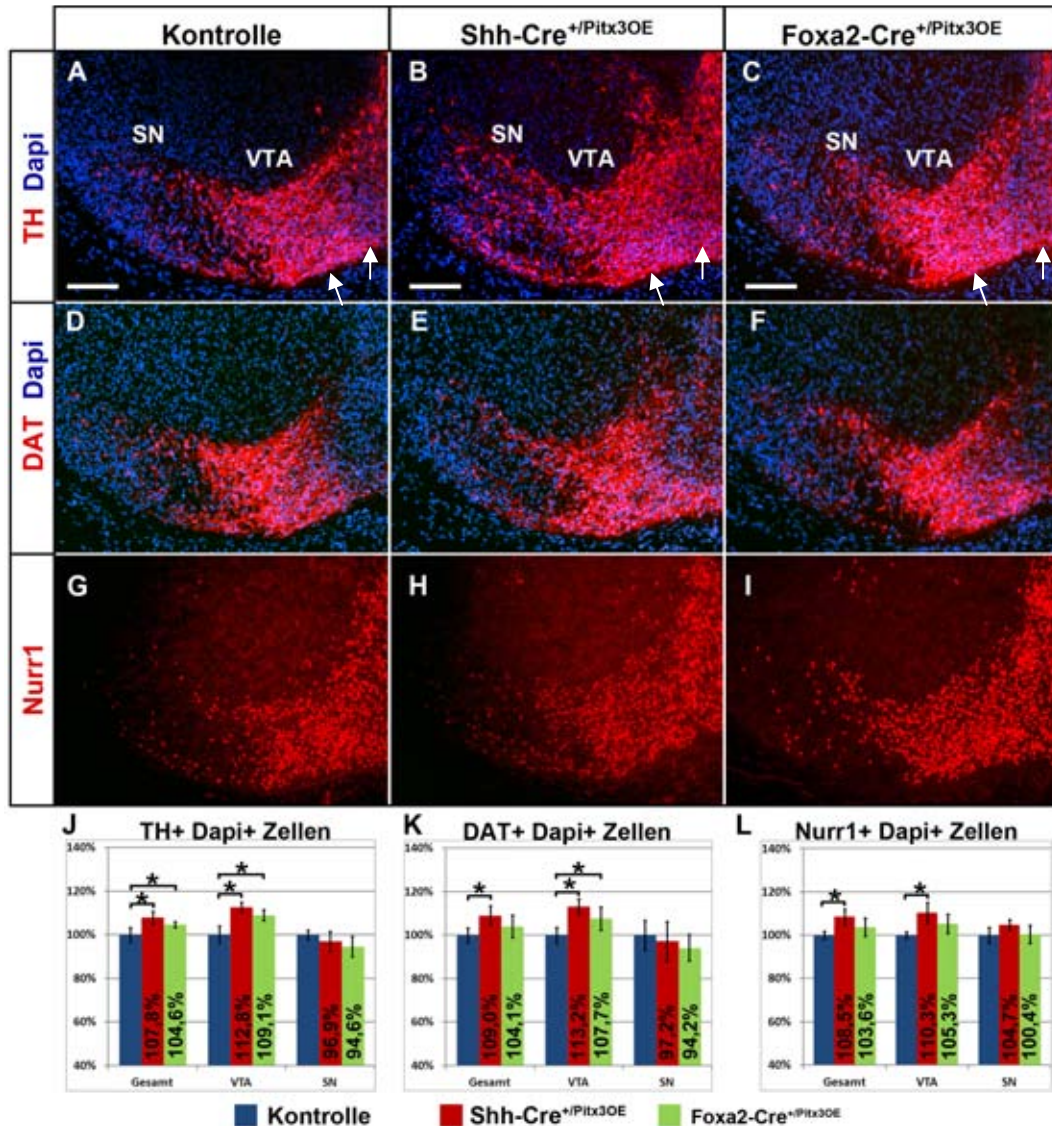 Kontrolle Shh-Cre+/Pitx3OE Foxa2-Cre+/Pitx3OE
TH Dapi
A B C
SN SN SN
VTA VTA VTA
DAT Dapi
D E F
Nurr1
G H I
J TH+ Dapi+ Zellen
140%
120%
100%
80%
60%
40%
* * * *
107,8% 104,6% 112,8% 109,1% 96,9% 94,6%
Gesamt VTA SN
K DAT+ Dapi+ Zellen
140%
120%
100%
80%
60%
40%
* * *
109,0% 104,1% 113,2% 107,7% 97,2% 94,2%
Gesamt VTA SN
L Nurr1+ Dapi+ Zellen
140%
120%
100%
80%
60%
40%
* *
108,5% 103,6% 110,3% 105,3% 104,7% 100,4%
Gesamt VTA SN
Kontrolle Shh-Cre+/Pitx3OE Foxa2-Cre+/Pitx3OE